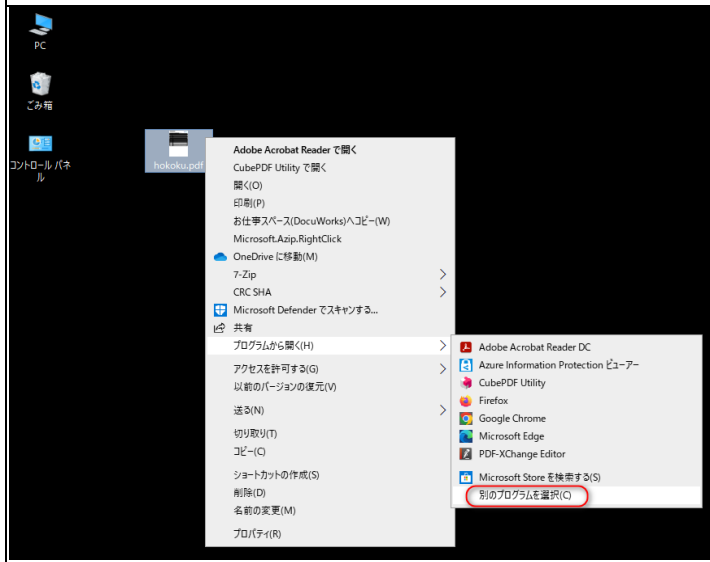 PC
ごみ箱
コントロール パネ
ル
hokoku.pdf
Adobe Acrobat Reader で開く
CubePDF Utility で開く
開く(O)
印刷(P)
お仕事スペース(DocuWorks)へコピー(W)
Microsoft.Azip.RightClick
OneDrive に移動(M)
7-Zip
CRC SHA
Microsoft Defender でスキャンする...
共有
プログラムから開く(H)
アクセスを許可する(G)
以前のバージョンの復元(V)
送る(N)
切り取り(T)
コピー(C)
ショートカットの作成(S)
削除(D)
名前の変更(M)
プロパティ(R)
Adobe Acrobat Reader DC
Azure Information Protection ビューアー
CubePDF Utility
Firefox
Google Chrome
Microsoft Edge
PDF-XChange Editor
Microsoft Store を検索する(S)
別のプログラムを選択(C)